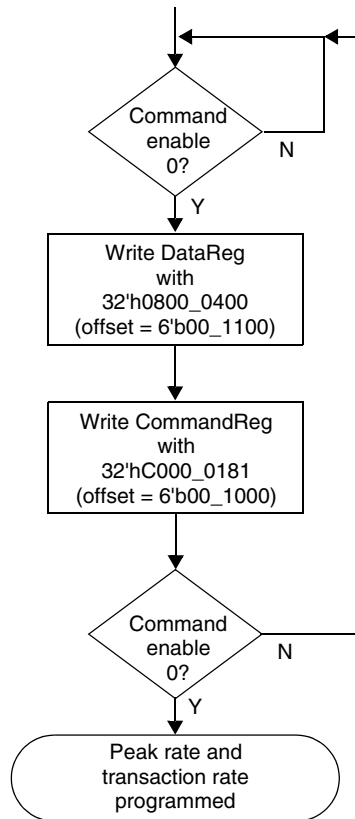 Command
enable
0?
N
Y
Write DataReg
with
32'h0800_0400
(offset = 6'b00_1100)
Write CommandReg
with
32'hC000_0181
(offset = 6'b00_1000)
Command
enable
0?
N
Y
Peak rate and
transaction rate
programmed